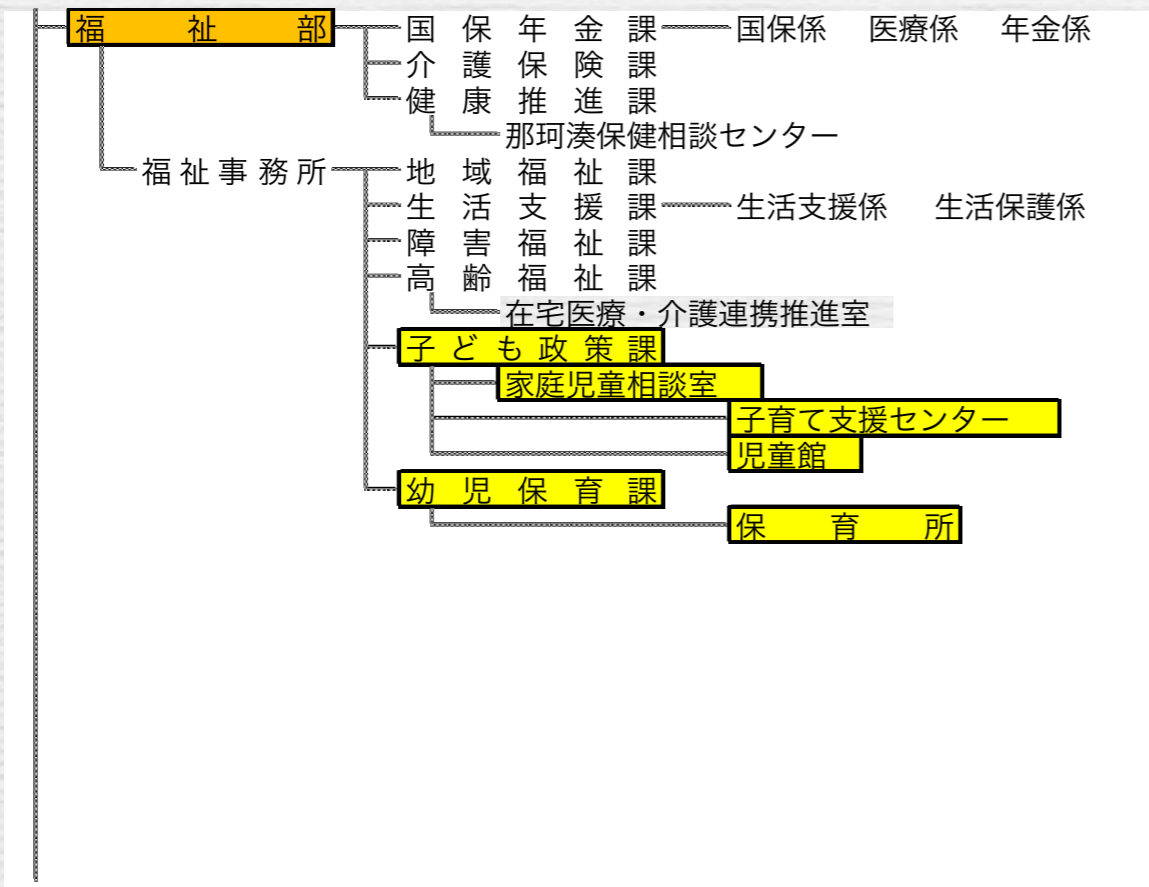 福祉部 国保年金課 国保係 医療係 年金係
介護保険課
健康推進課
那珂湊保健相談センター
福祉事務所 地域福祉課
生活支援課 生活支援係 生活保護係
障害福祉課
高齢福祉課
在宅医療・介護連携推進室
子ども政策課
家庭児童相談室
子育て支援センター
児童館
幼児保育課
保育所